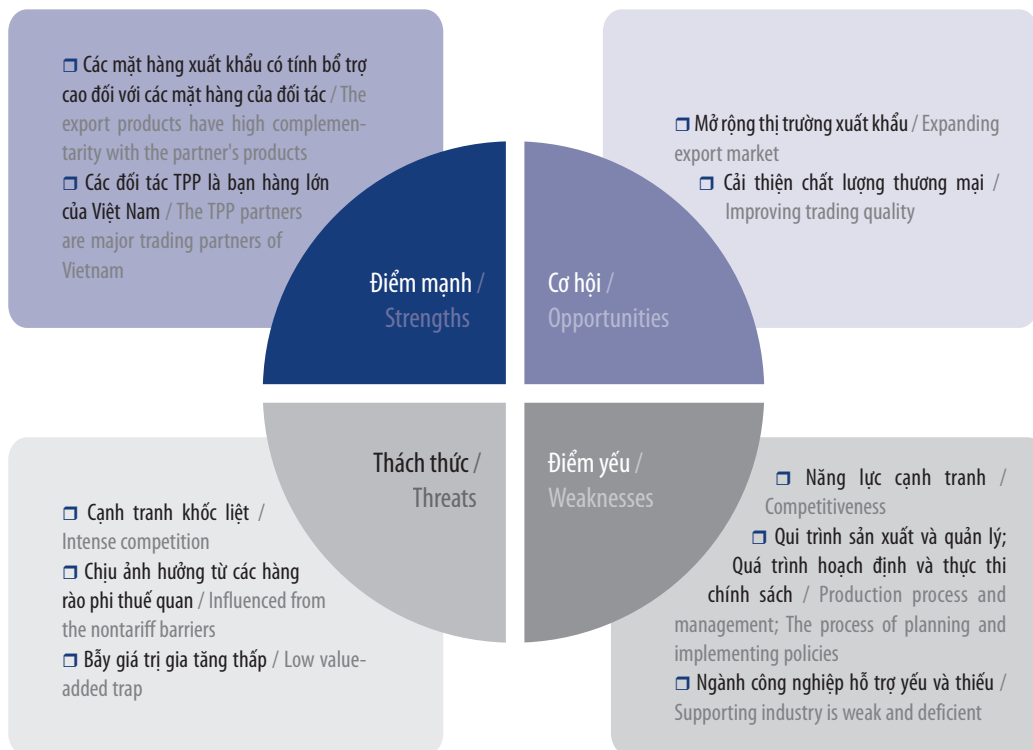 ❒ Các mặt hàng xuất khẩu có tính bổ trợ
cao đối với các mặt hàng của đối tác / The
export products have high complemen-
tarity with the partner's products
❒ Các đối tác TPP là bạn hàng lớn
của Việt Nam / The TPP partners
are major trading partners of
Vietnam
Điểm mạnh /
Strengths
❒ Mở rộng thị trường xuất khẩu / Expanding
export market
❒ Cải thiện chất lượng thương mại /
Improving trading quality
Cơ hội /
Opportunities
Thách thức /
Threats
❒ Cạnh tranh khốc liệt /
Intense competition
❒ Chịu ảnh hưởng từ các hàng
rào phi thuế quan / Influenced from
the nontariff barriers
❒ Bẫy giá trị gia tăng thấp / Low value-
added trap
Điểm yếu /
Weaknesses
❒ Năng lực cạnh tranh /
Competitiveness
❒ Qui trình sản xuất và quản lý;
Quá trình hoạch định và thực thi
chính sách / Production process and
management; The process of planning and
implementing policies
❒ Ngành công nghiệp hỗ trợ yếu và thiếu /
Supporting industry is weak and deficient